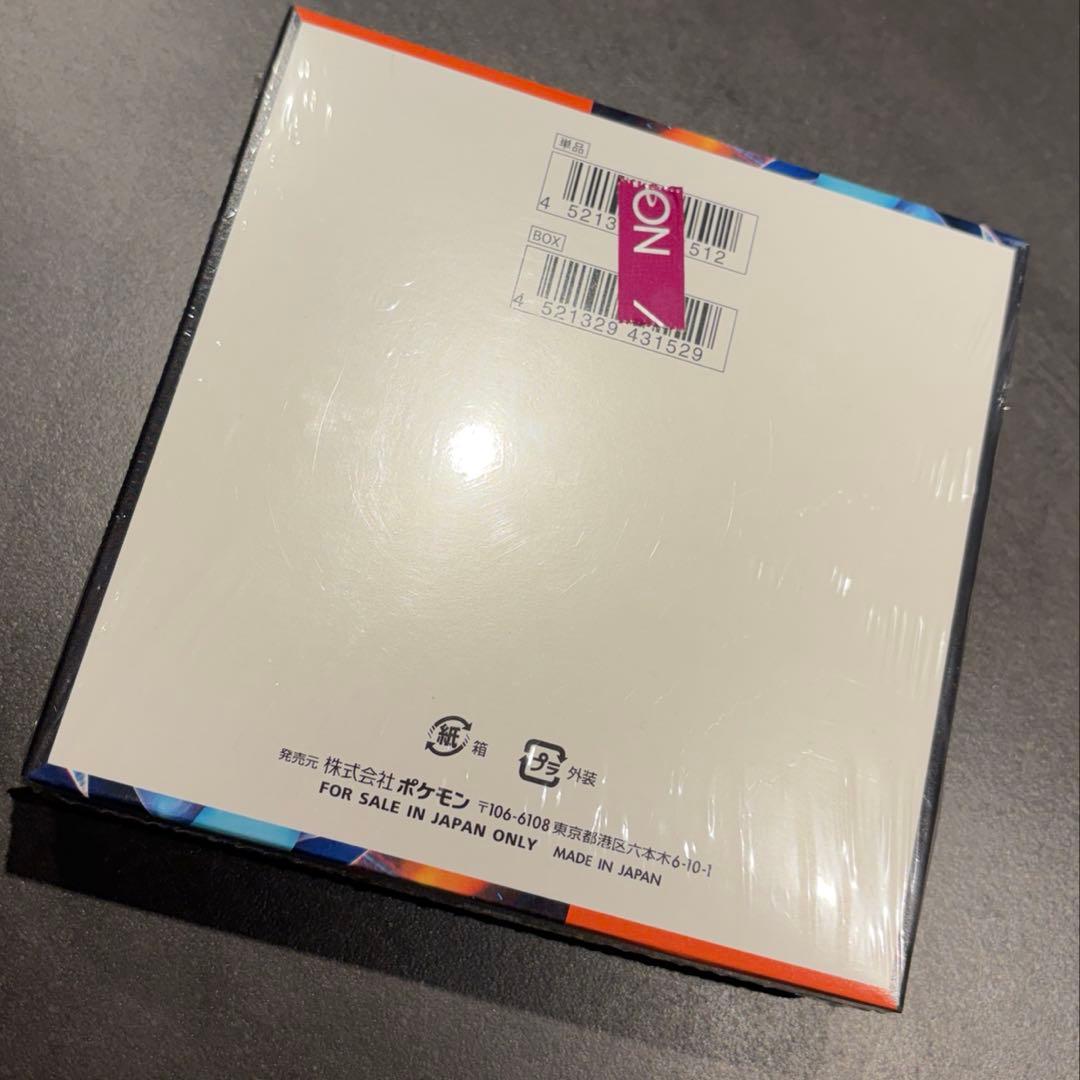 単品
4 5213 512
BOX
4 521329 431529
NO
紙 箱
プラ 外装
発売元 株式会社 ポケモン 〒106-6108 東京都港区六本木6-10-1
FOR SALE IN JAPAN ONLY MADE IN JAPAN